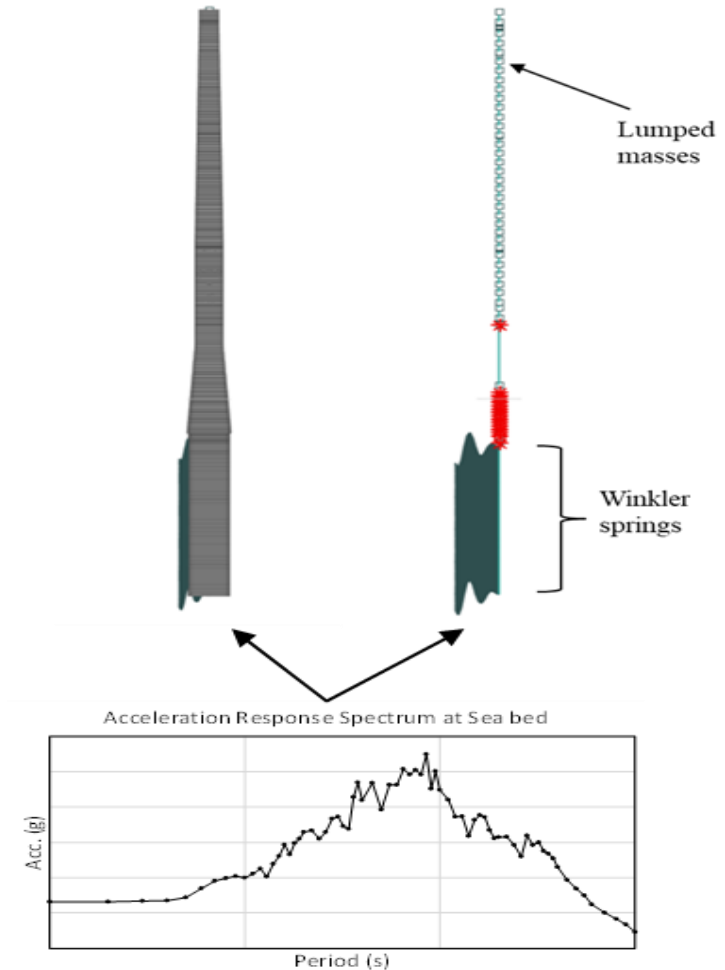 Lumped
masses
Winkler
springs
Acceleration Response Spectrum at Sea bed
Acc. (g)
Period (s)